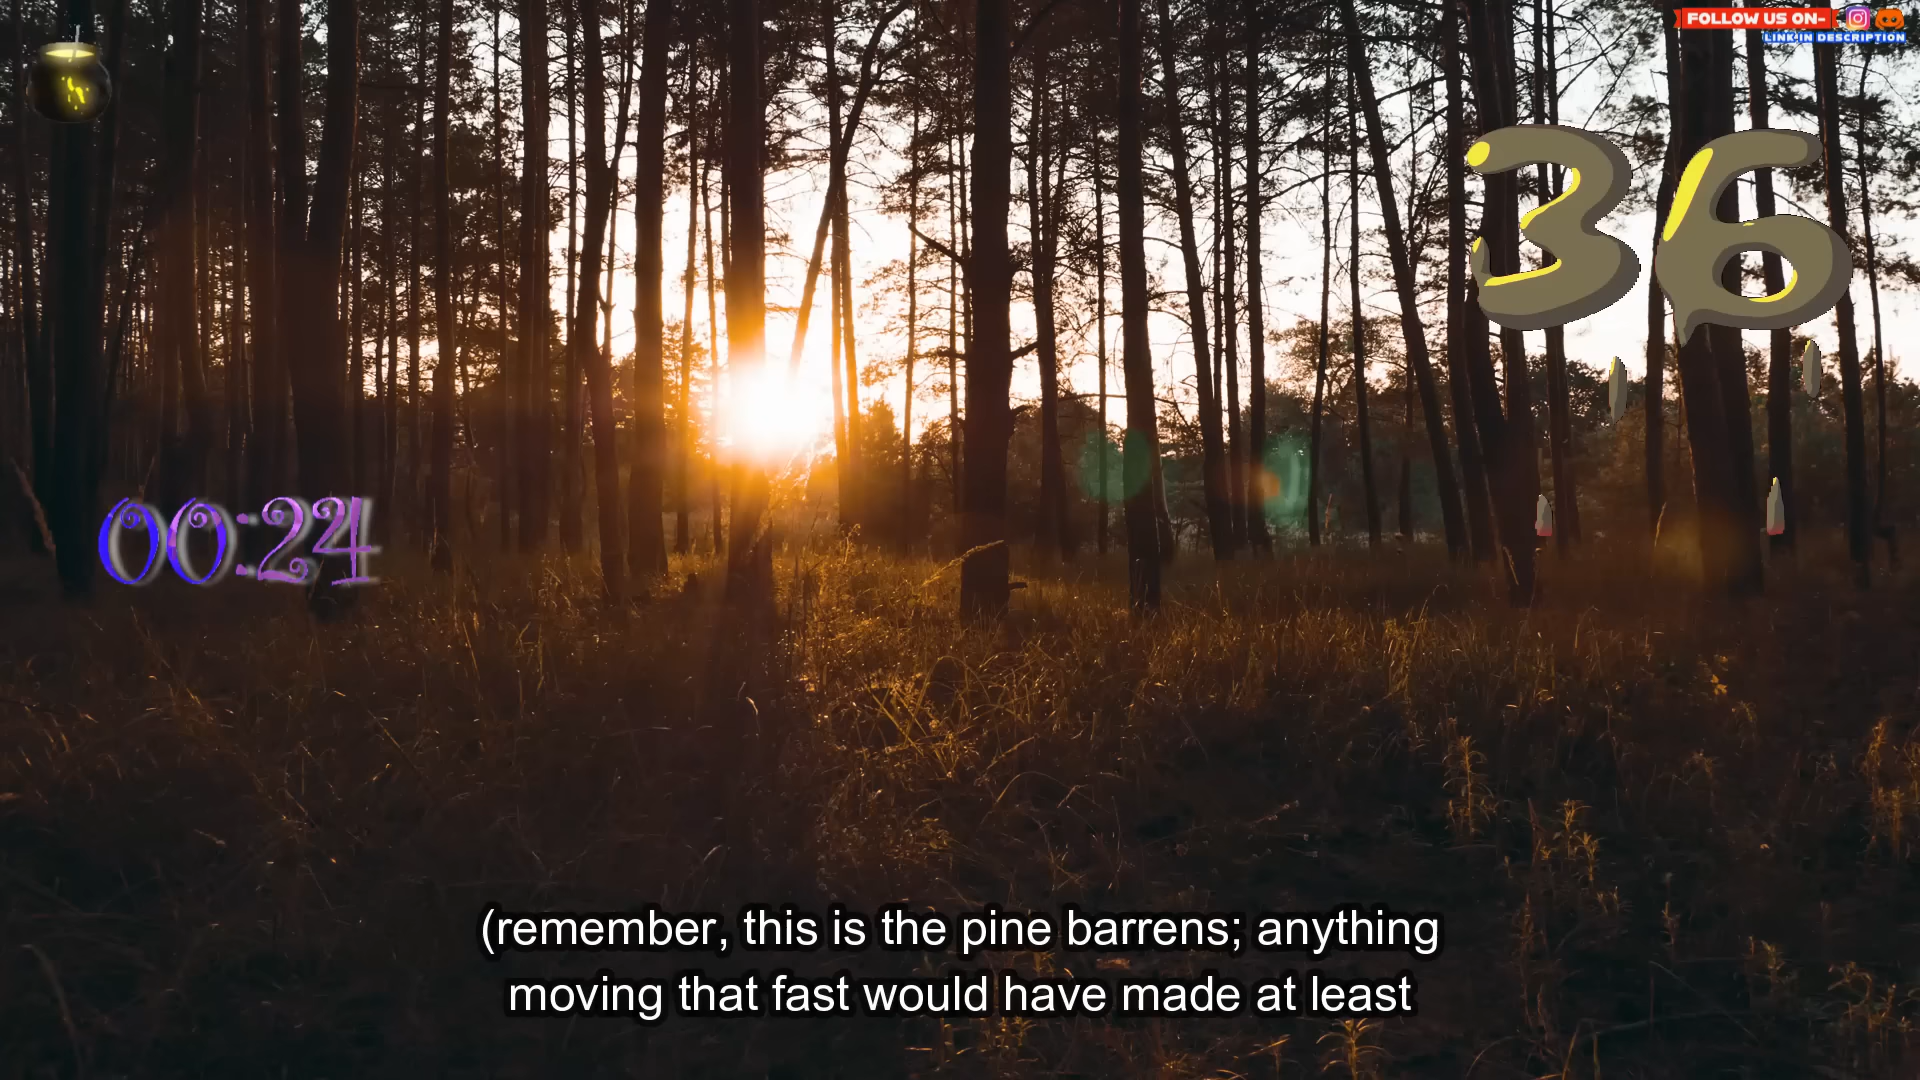 FOLLOW US ON-
LINK IN DESCRIPTION
36
00:24
(remember, this is the pine barrens; anything
moving that fast would have made at least